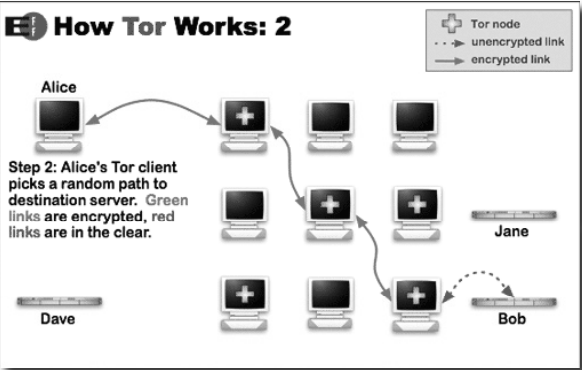 EFF How Tor Works: 2
Tor node
unencrypted link
encrypted link
Alice
Step 2: Alice's Tor client
picks a random path to
destination server. Green
links are encrypted, red
links are in the clear.
Jane
Dave
Bob